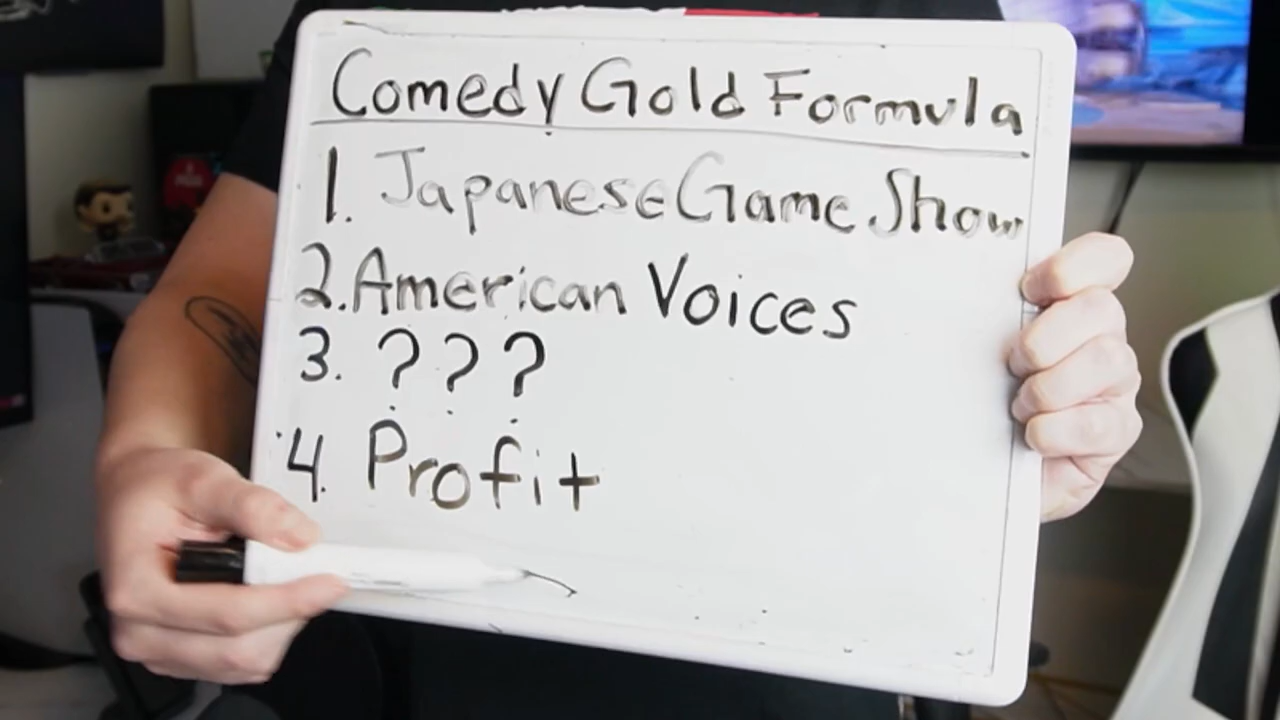 Comedy Gold Formula
1. Japanese Game Show
2. American Voices
3. ???
4. Profit